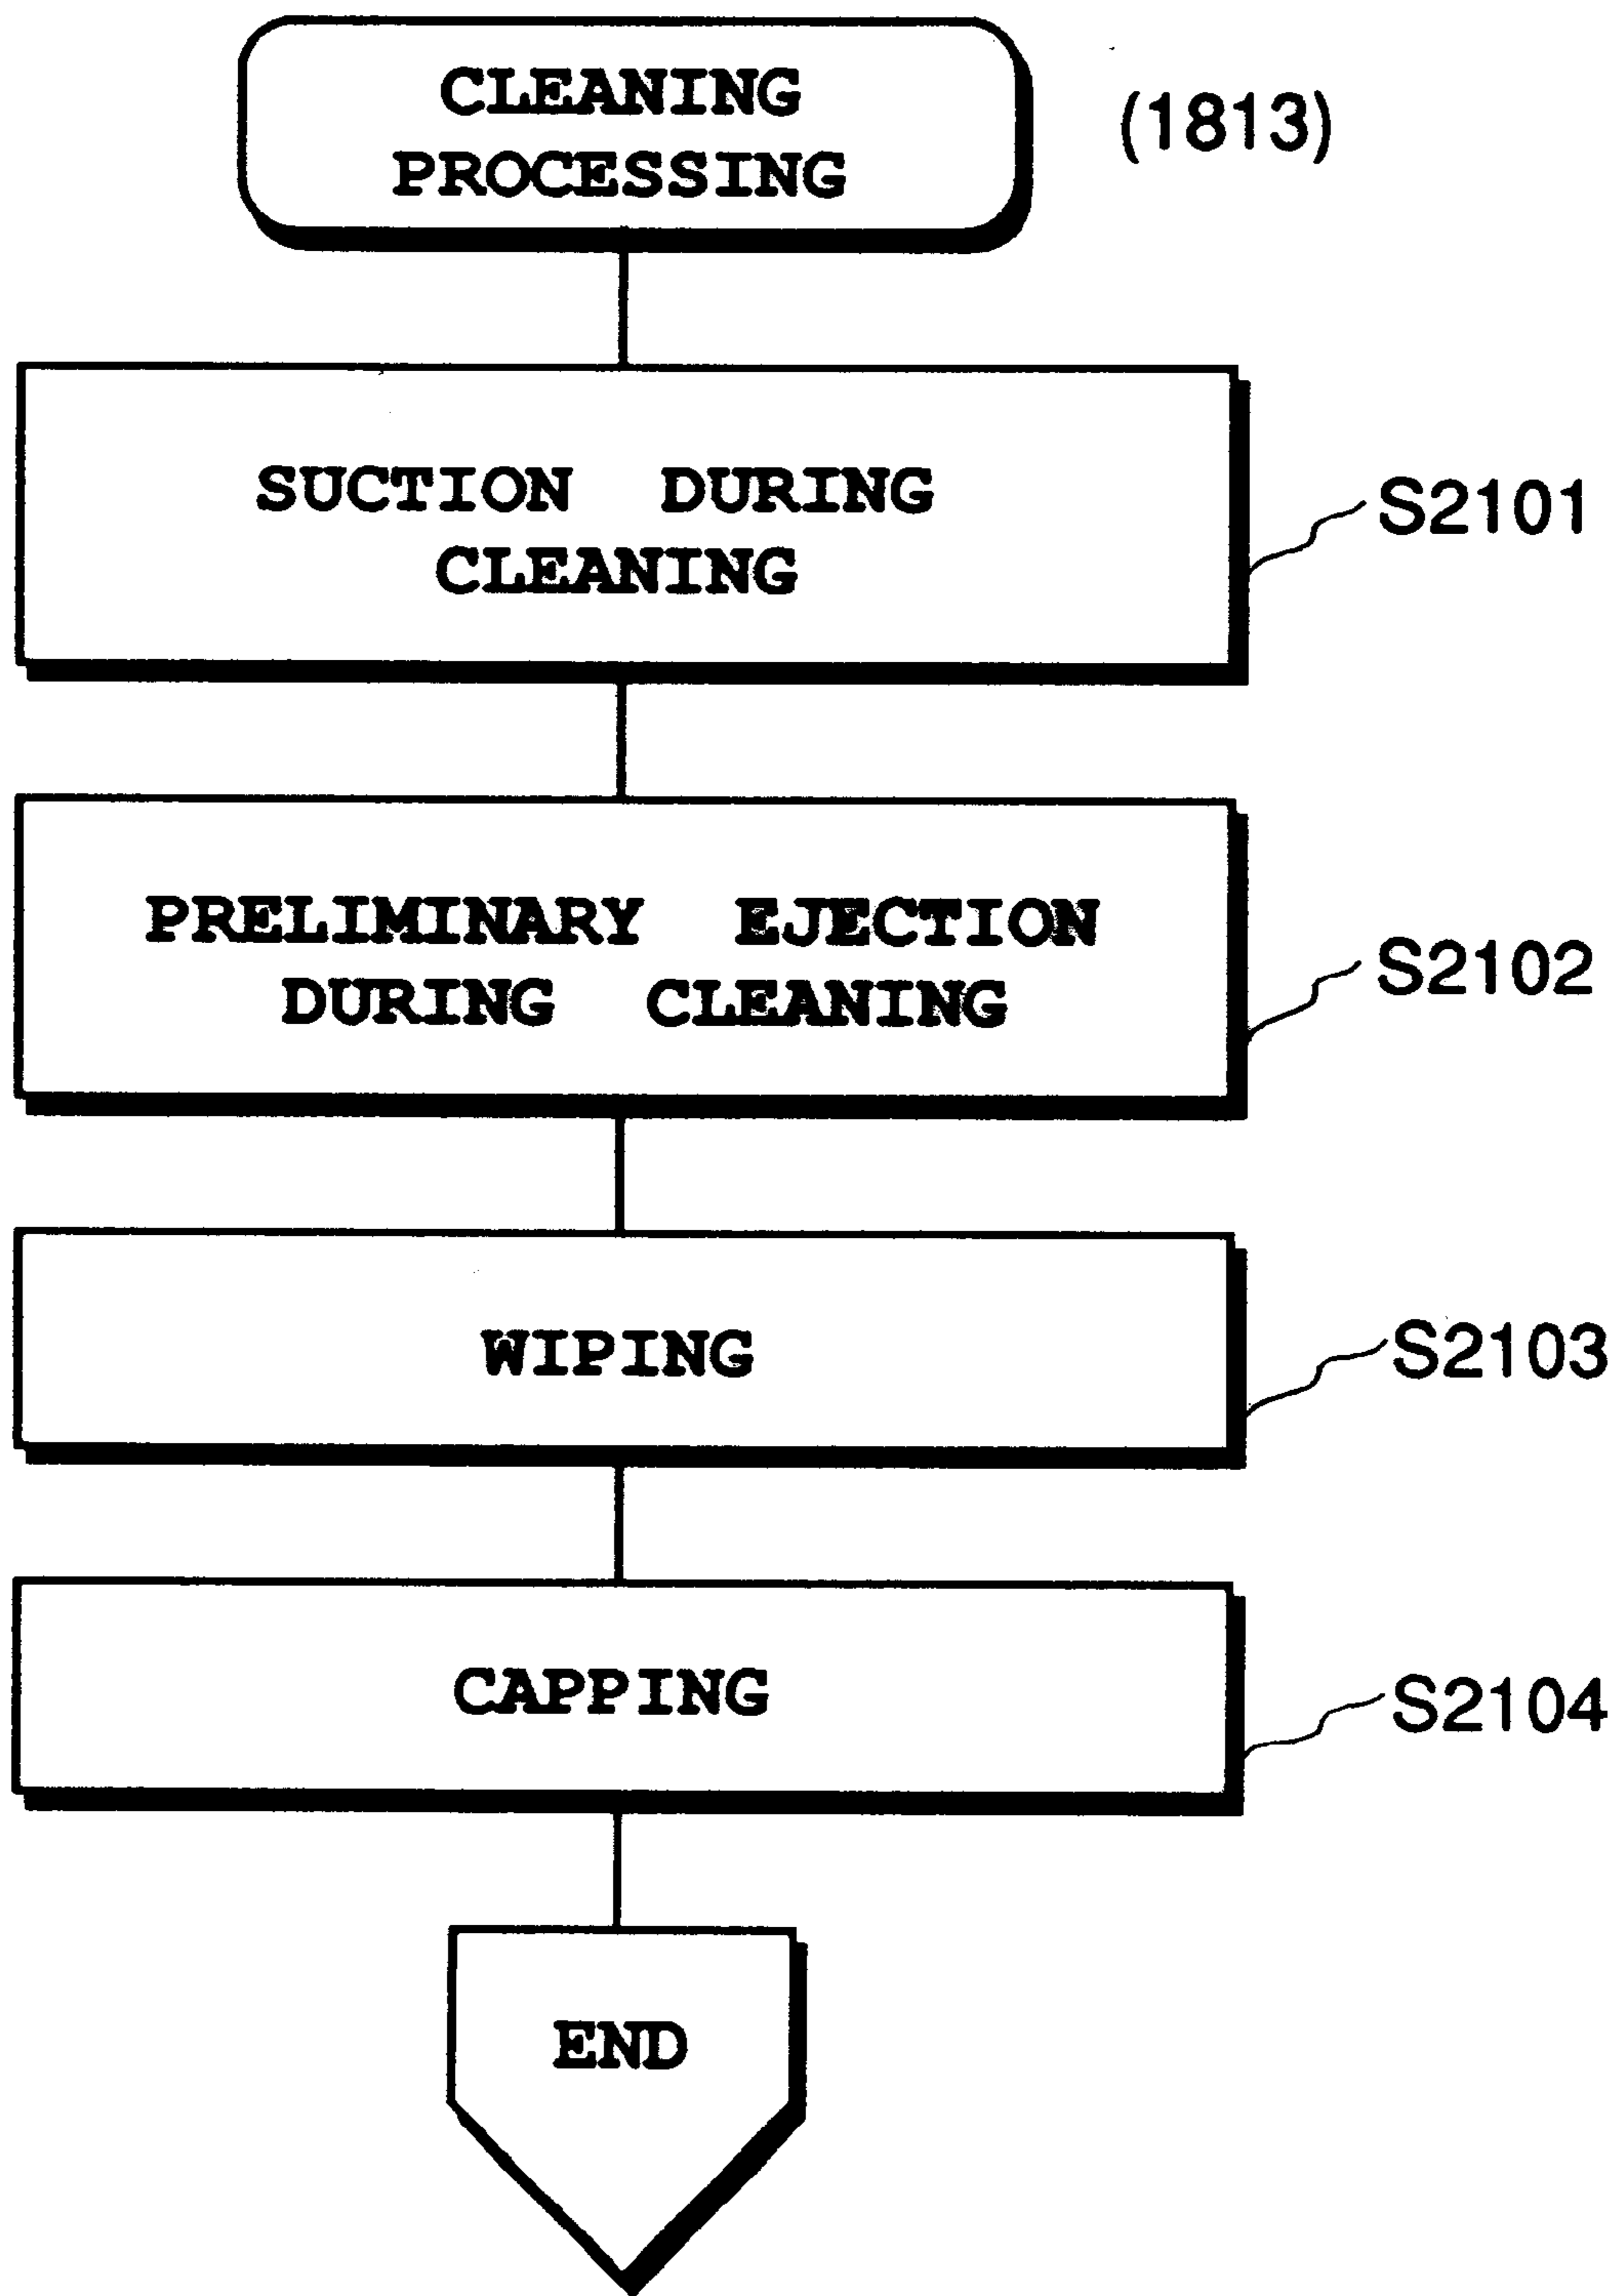 CLEANING
PROCESSING
(1813)
SUCTION DURING
CLEANING
S2101
PRELIMINARY EJECTION
DURING CLEANING
S2102
WIPING
S2103
CAPPING
S2104
END